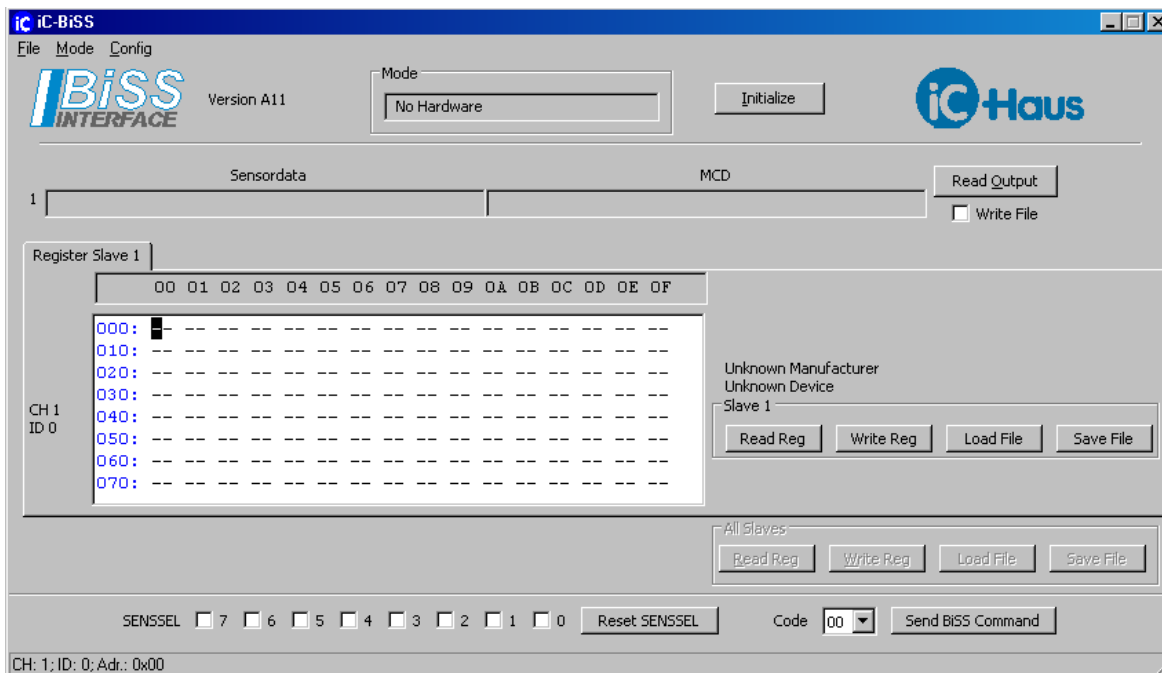 iC iC-BiSS
File Mode Config
BiSS
INTERFACE
Version A11
Mode
No Hardware
Initialize
iC Haus
Sensordata MCD
Read Output
1
Write File
Register Slave 1
00 01 02 03 04 05 06 07 08 09 0A 0B 0C 0D 0E 0F
000: -- -- -- -- -- -- -- -- -- -- -- -- -- -- -- --
010: -- -- -- -- -- -- -- -- -- -- -- -- -- -- -- --
020: -- -- -- -- -- -- -- -- -- -- -- -- -- -- -- --
030: -- -- -- -- -- -- -- -- -- -- -- -- -- -- -- --
040: -- -- -- -- -- -- -- -- -- -- -- -- -- -- -- --
050: -- -- -- -- -- -- -- -- -- -- -- -- -- -- -- --
060: -- -- -- -- -- -- -- -- -- -- -- -- -- -- -- --
070: -- -- -- -- -- -- -- -- -- -- -- -- -- -- -- --
CH 1
ID 0
Unknown Manufacturer
Unknown Device
Slave 1
Read Reg Write Reg Load File Save File
All Slaves
Read Reg Write Reg Load File Save File
SENSSEL 7 6 5 4 3 2 1 0 Reset SENSSEL Code 00 Send BiSS Command
CH: 1; ID: 0; Adr.: 0x00